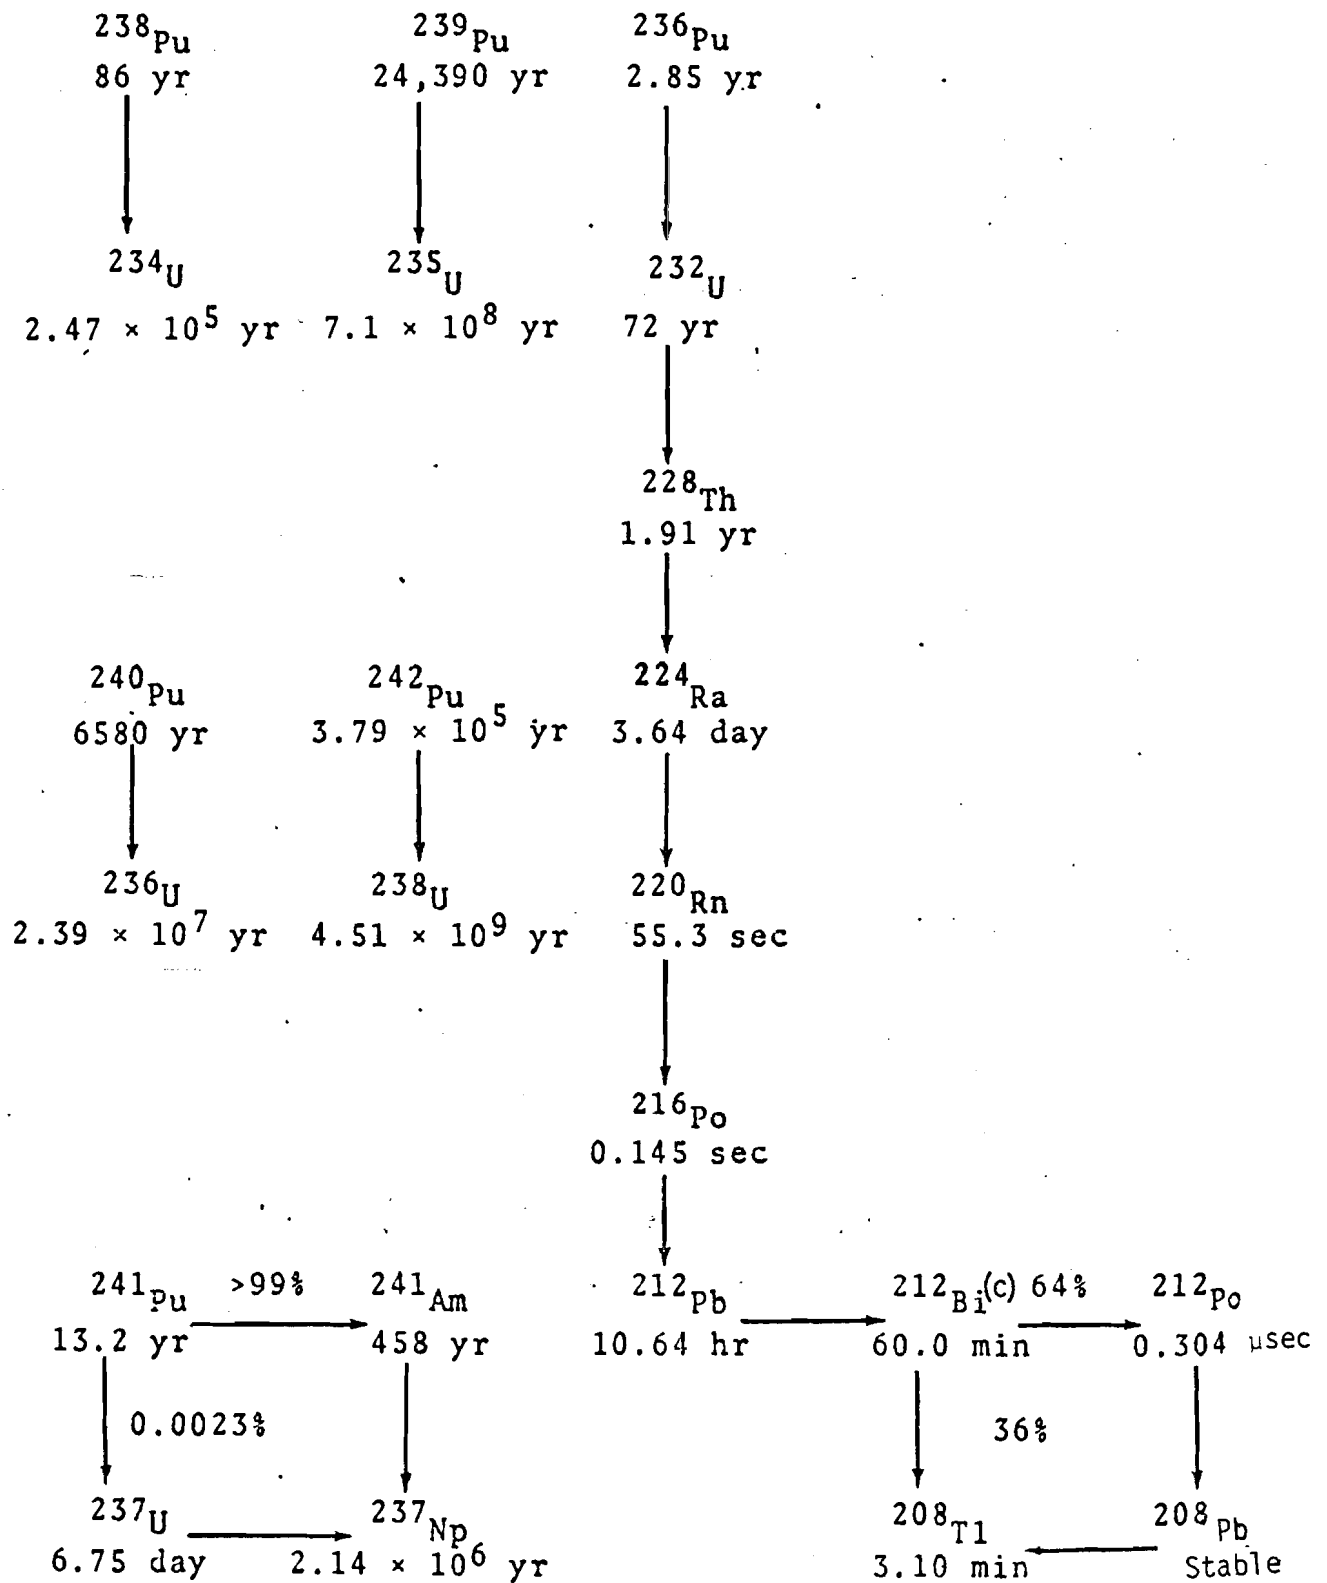 238Pu 239Pu 236Pu
86 yr 24,390 yr 2.85 yr
234U 235U 232U
2.47 × 10^5 yr 7.1 × 10^8 yr 72 yr
228Th
1.91 yr
240Pu 242Pu 224Ra
6580 yr 3.79 × 10^5 yr 3.64 day
236U 238U 220Rn
2.39 × 10^7 yr 4.51 × 10^9 yr 55.3 sec
216Po
0.145 sec
241Pu >99% 241Am 212Pb 212Bi(c) 64% 212Po
13.2 yr 458 yr 10.64 hr 60.0 min 0.304 μsec
0.0023% 36%
237U 237Np 208Tl 208Pb
6.75 day 2.14 × 10^6 yr 3.10 min Stable